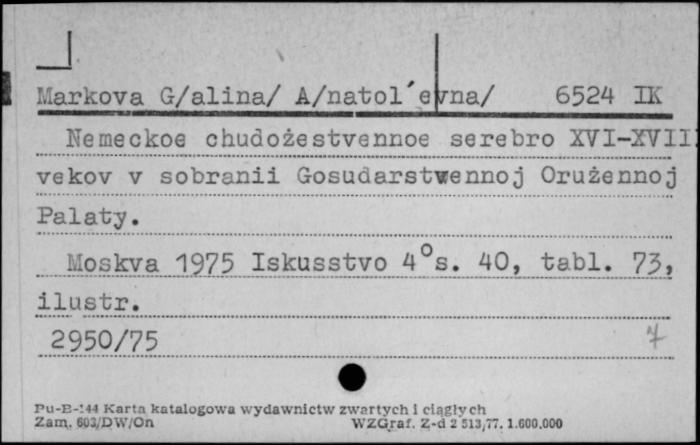 Markova G/alina/ A/natol´evna/ 6524 IK
Nemeckoe chudożestvennoe serebro XVI-XVII
vekov v sobranii Gosudarstwennoj Orużennoj
Palaty.
Moskva 1975 Iskusstvo 4°s. 40, tabl. 73,
ilustr.
2950/75 7
Pu-B-144 Karta katalogowa wydawnictw zwartych i ciągłych
Zam. 603/DW/On WZGraf. Z-d 2 513,77. 1.600.000